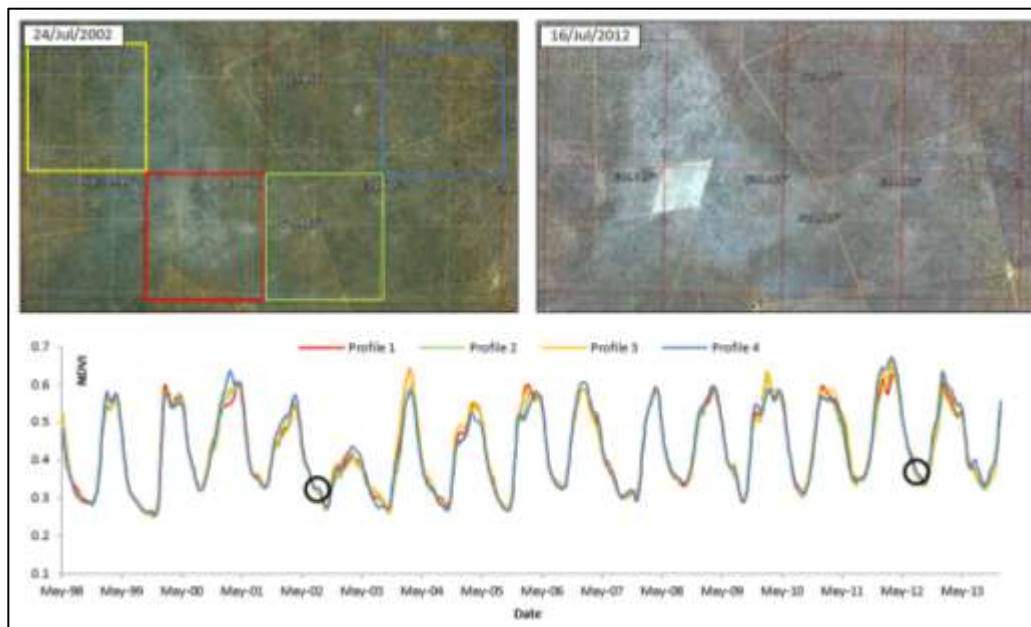 24/Jul/2002
16/Jul/2012
Profile 1 Profile 2 Profile 3 Profile 4
NDVI
0.7
0.6
0.5
0.4
0.3
0.2
0.1
May-98 May-99 May-00 May-01 May-02 May-03 May-04 May-05 May-06 May-07 May-08 May-09 May-10 May-11 May-12 May-13
Date